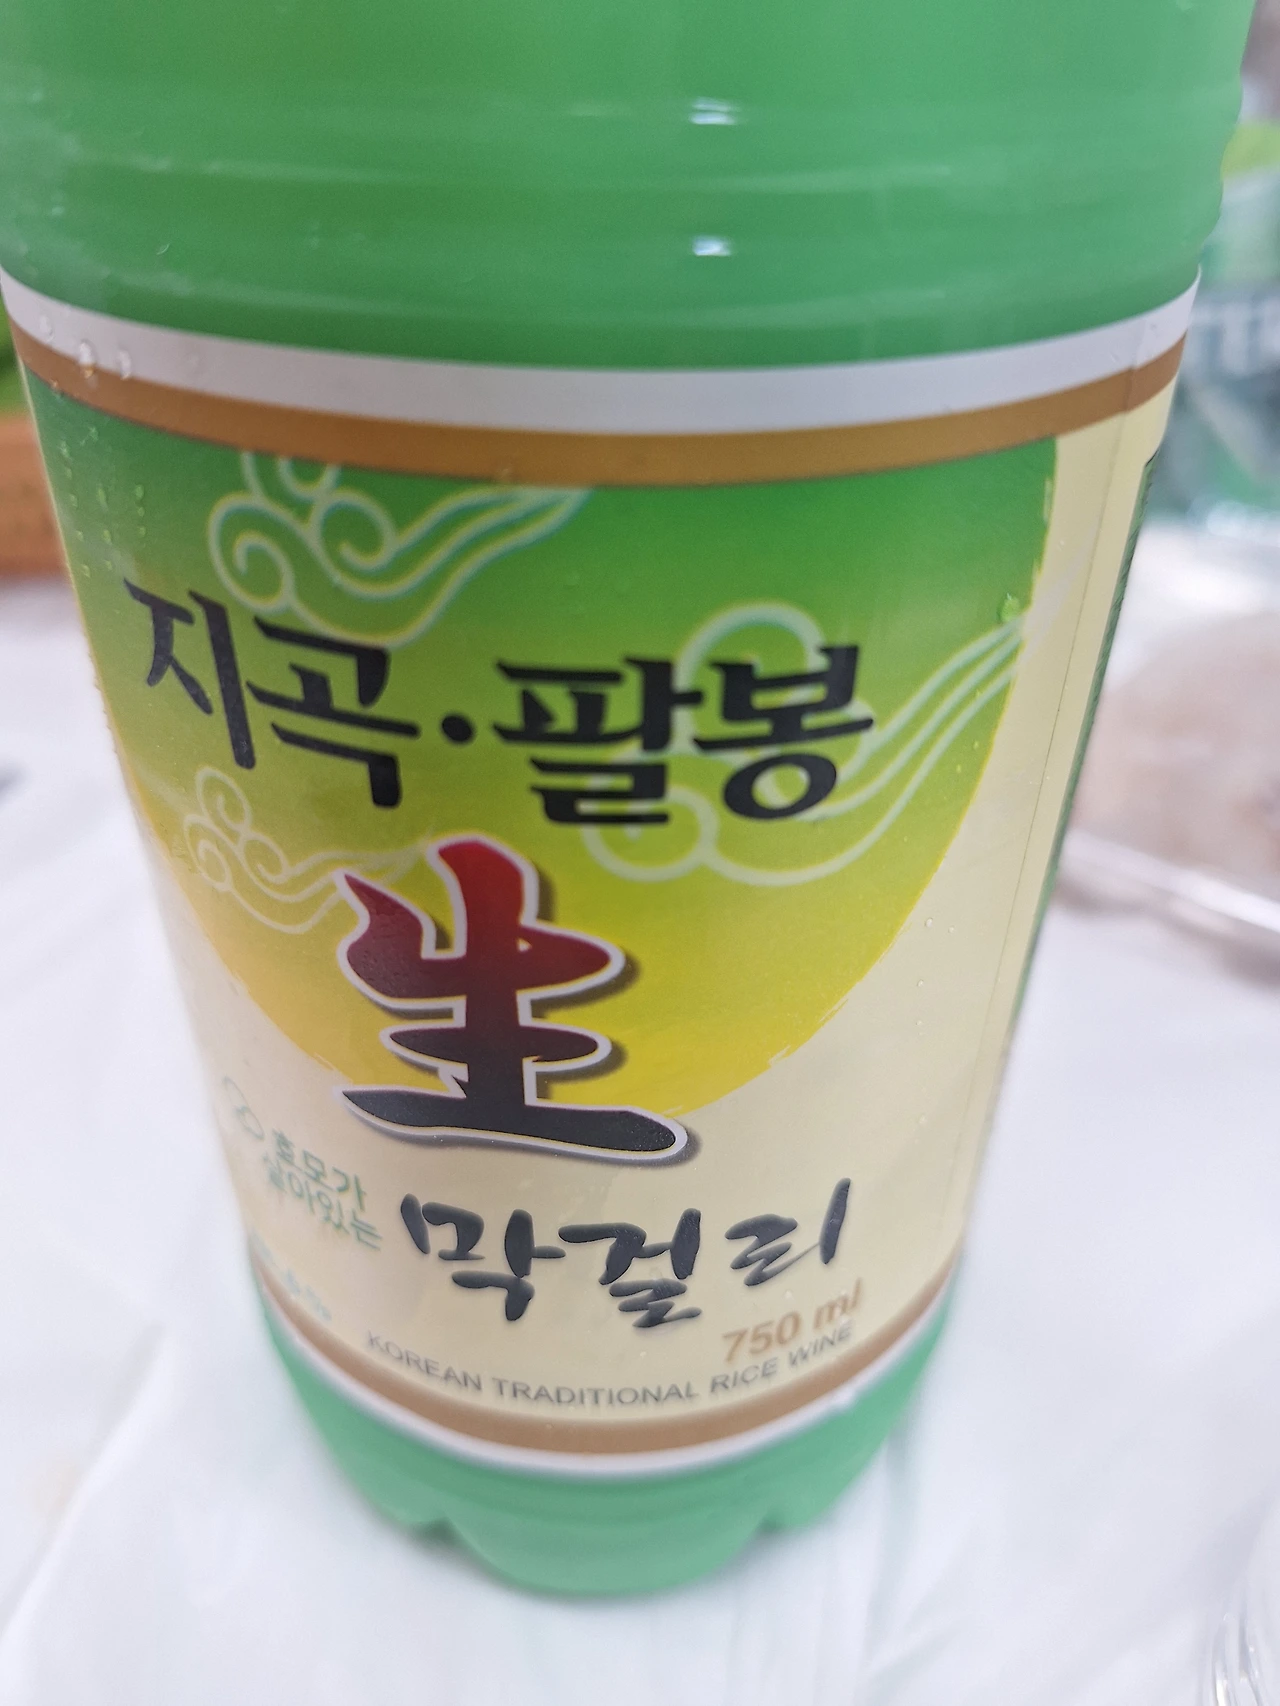 지곡·팔봉
生
효모가
살아있는
막걸리
750 ml
KOREAN TRADITIONAL RICE WINE